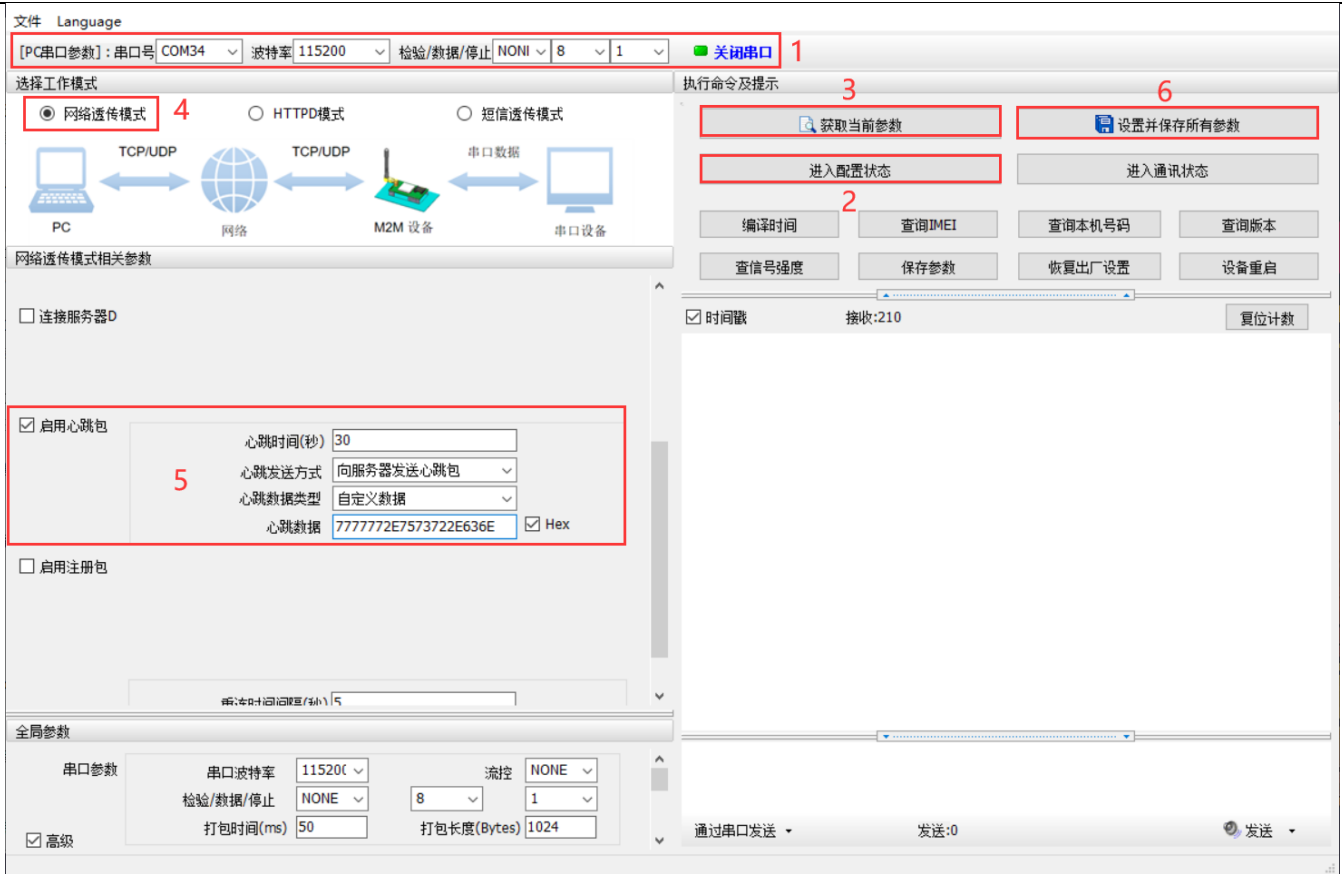 文件 Language
[PC串口参数]：串口号 COM34 波特率 115200 检验/数据/停止 NONI 8 1 关闭串口 1
选择工作模式
网络透传模式 4 HTTPD模式 短信透传模式
TCP/UDP TCP/UDP 串口数据
PC 网络 M2M 设备 串口设备
网络透传模式相关参数
连接服务器D
启用心跳包
心跳时间(秒) 30
心跳发送方式 向服务器发送心跳包
5
心跳数据类型 自定义数据
心跳数据 7777772E7573722E636E Hex
启用注册包
重连时间间隔(秒) 5
全局参数
串口参数 串口波特率 11520( 流控 NONE
检验/数据/停止 NONE 8 1
打包时间(ms) 50 打包长度(Bytes) 1024
高级
执行命令及提示
3 6
获取当前参数 设置并保存所有参数
进入配置状态 进入通讯状态
2
编译时间 查询IMEI 查询本机号码 查询版本
查信号强度 保存参数 恢复出厂设置 设备重启
时间戳 接收:210 复位计数
通过串口发送 发送:0 发送